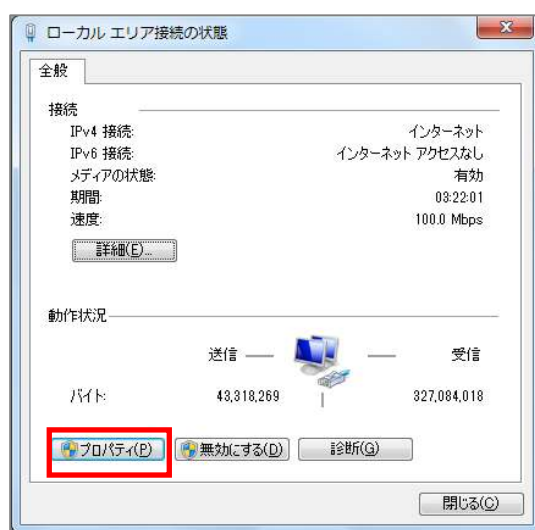 ローカル エリア接続の状態
全般
接続
IPv4 接続: インターネット
IPv6 接続: インターネット アクセスなし
メディアの状態: 有効
期間: 03:22:01
速度: 100.0 Mbps
詳細(E)...
動作状況
送信 受信
バイト: 43,318,269 327,084,018
プロパティ(P) 無効にする(D) 診断(G)
閉じる(C)